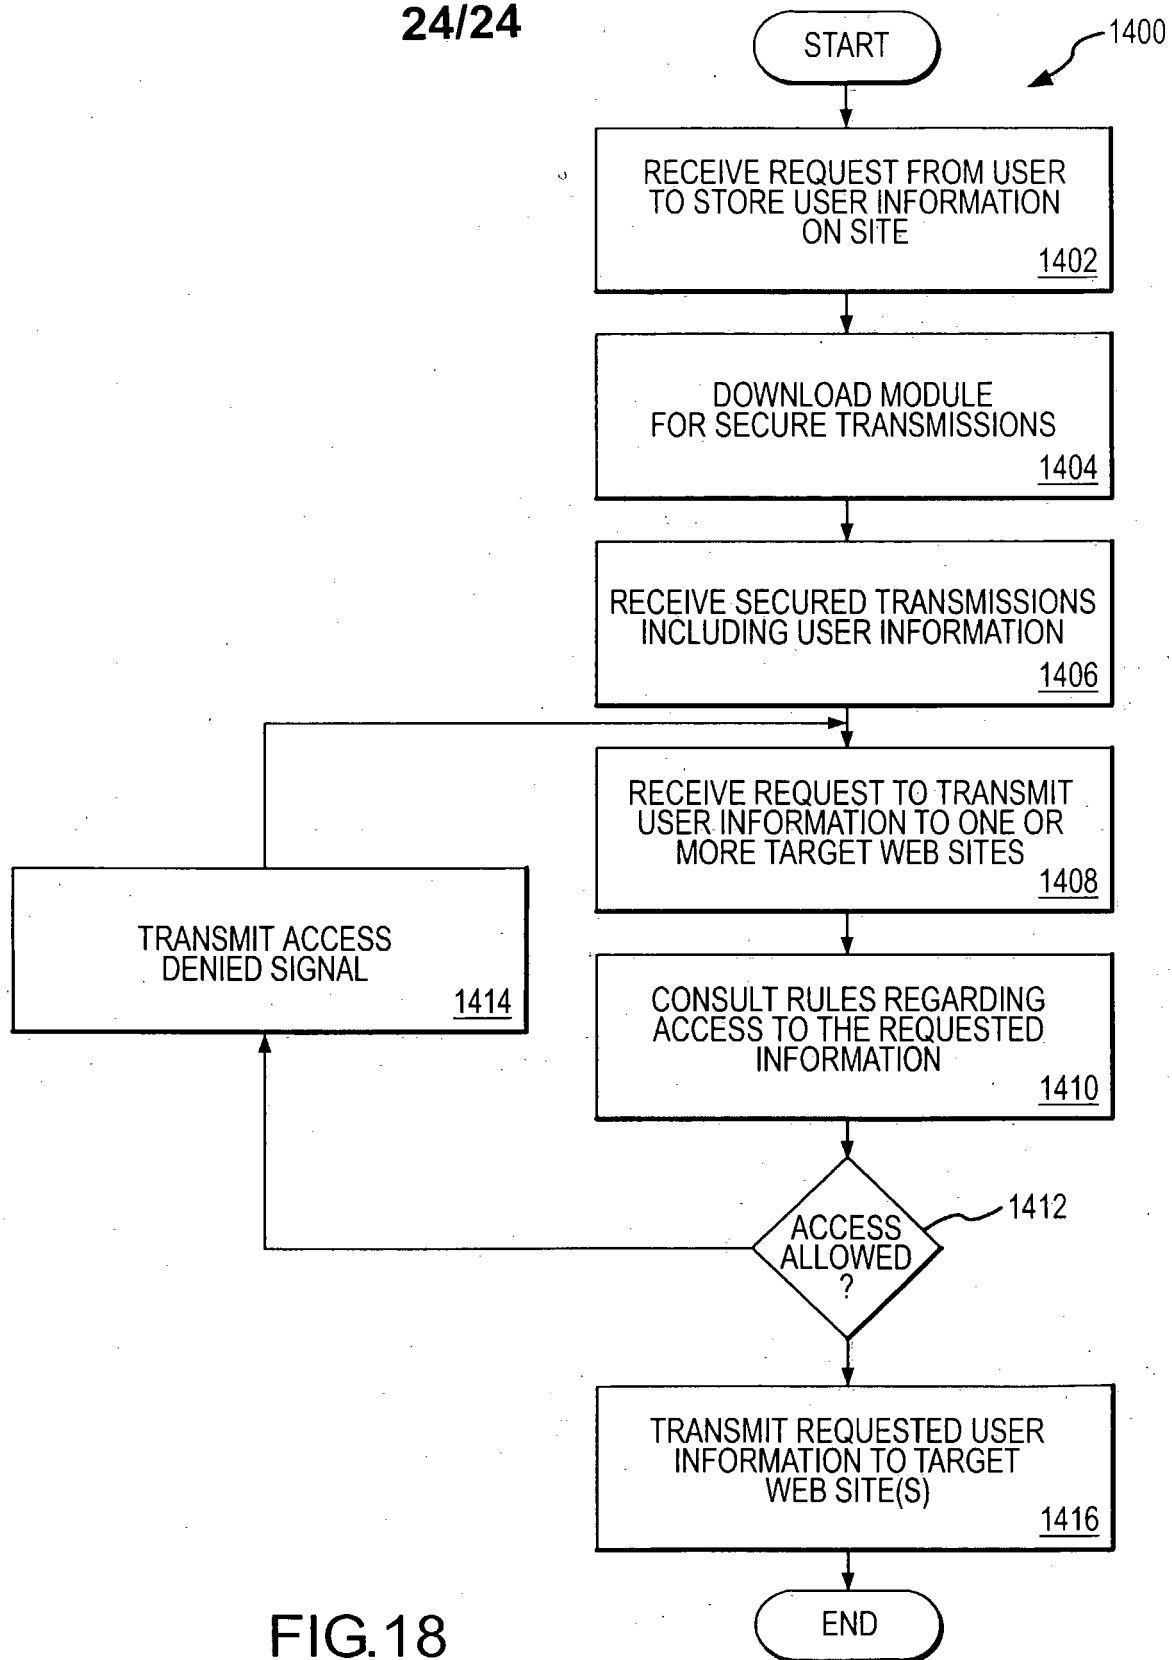 24/24
START
1400
RECEIVE REQUEST FROM USER
TO STORE USER INFORMATION
ON SITE
1402
DOWNLOAD MODULE
FOR SECURE TRANSMISSIONS
1404
RECEIVE SECURED TRANSMISSIONS
INCLUDING USER INFORMATION
1406
RECEIVE REQUEST TO TRANSMIT
USER INFORMATION TO ONE OR
MORE TARGET WEB SITES
1408
TRANSMIT ACCESS
DENIED SIGNAL
1414
CONSULT RULES REGARDING
ACCESS TO THE REQUESTED
INFORMATION
1410
ACCESS
ALLOWED
?
1412
TRANSMIT REQUESTED USER
INFORMATION TO TARGET
WEB SITE(S)
1416
END
FIG.18